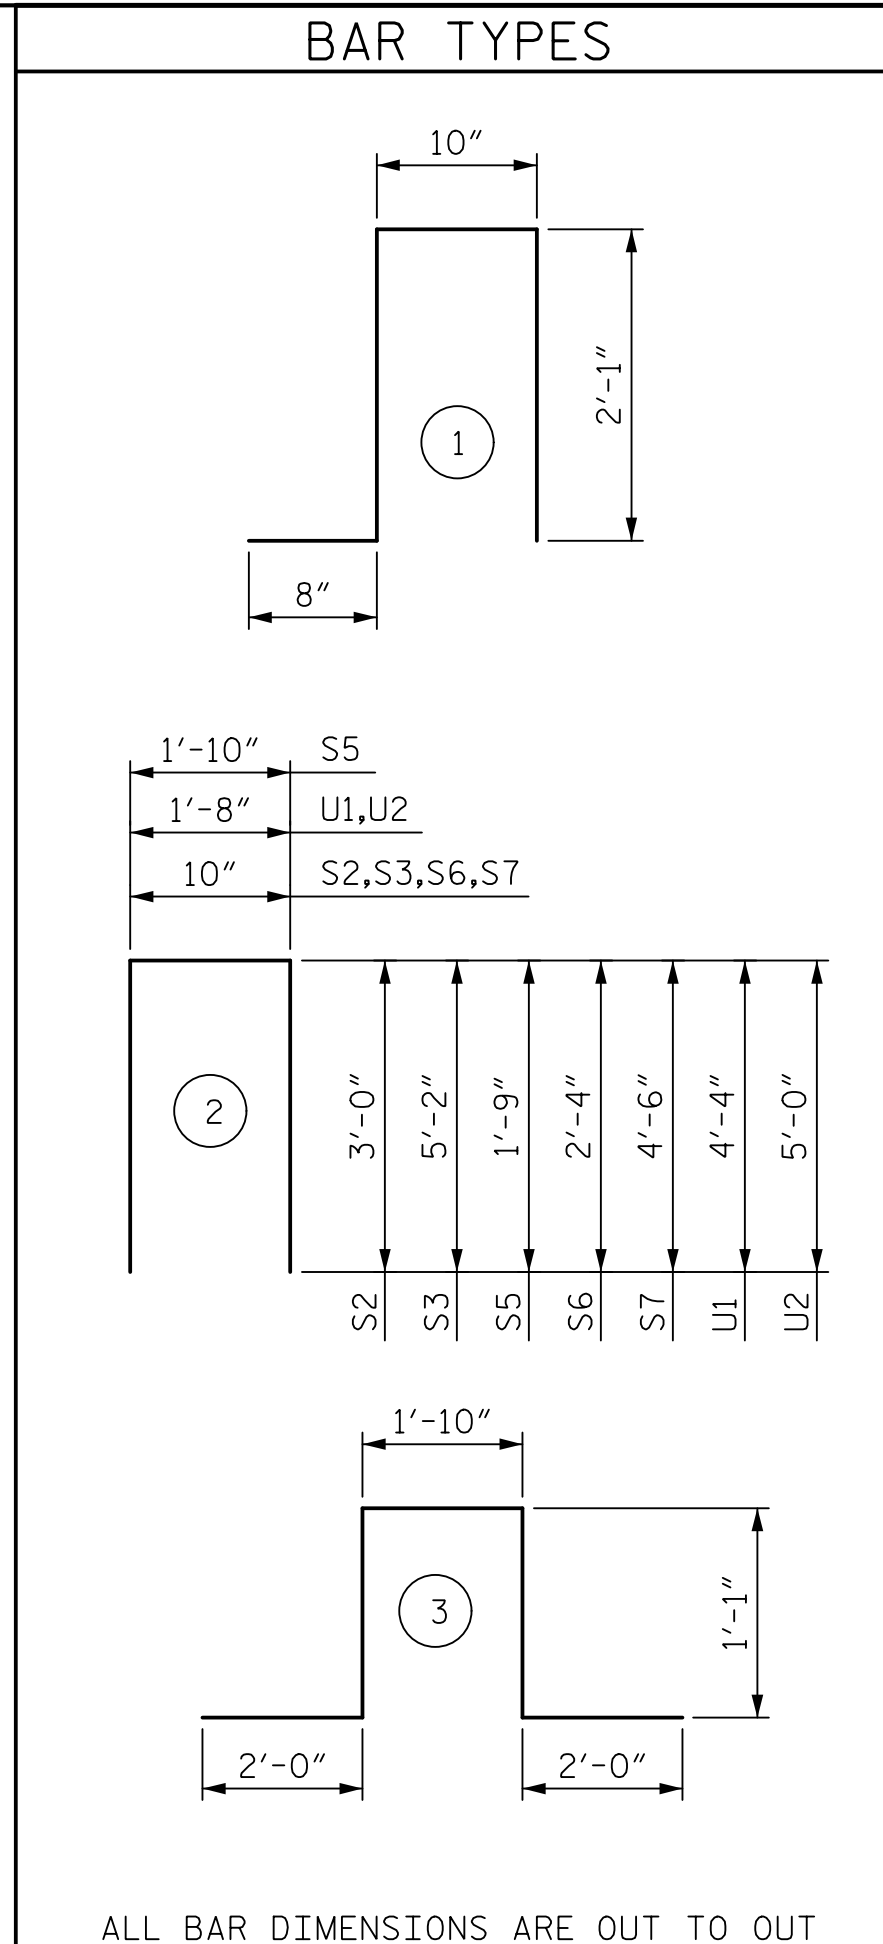 BAR TYPES
10"
2'-1"
1
8"
1'-10" S5
1'-8" U1,U2
10" S2,S3,S6,S7
2
3'-0" 5'-2" 1'-9" 2'-4" 4'-6" 4'-4" 5'-0"
S2 S3 S5 S6 S7 U1 U2
1'-10"
3
1'-1"
2'-0" 2'-0"
ALL BAR DIMENSIONS ARE OUT TO OUT